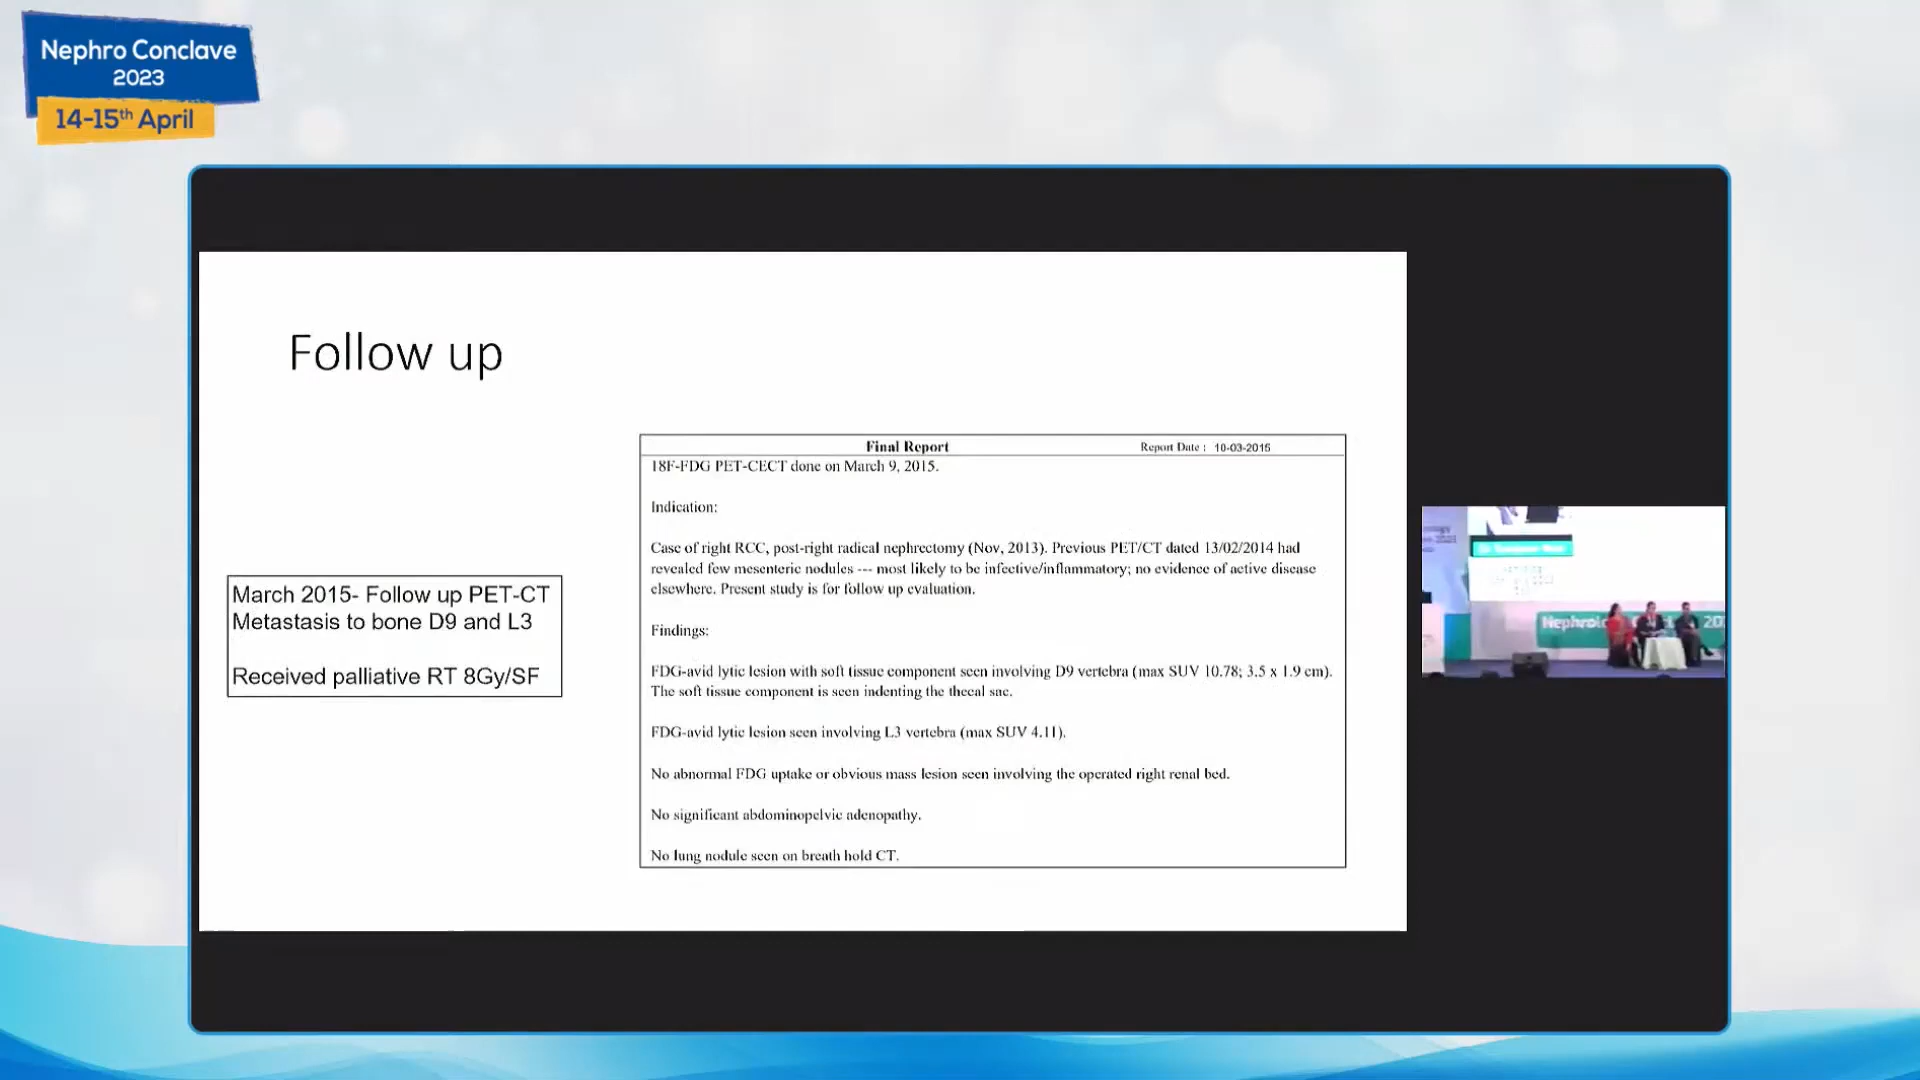 Nephro Conclave
2023
14-15th April
Follow up
March 2015- Follow up PET-CT
Metastasis to bone D9 and L3
Received palliative RT 8Gy/SF
Final Report
Report Date : 10-03-2015
18F-FDG PET-CECT done on March 9, 2015.
Indication:
Case of right RCC, post-right radical nephrectomy (Nov, 2013). Previous PET/CT dated 13/02/2014 had
revealed few mesenteric nodules --- most likely to be infective/inflammatory; no evidence of active disease
elsewhere. Present study is for follow up evaluation.
Findings:
FDG-avid lytic lesion with soft tissue component seen involving D9 vertebra (max SUV 10.78; 3.5 x 1.9 cm).
The soft tissue component is seen indenting the thecal sac.
FDG-avid lytic lesion seen involving L3 vertebra (max SUV 4.11).
No abnormal FDG uptake or obvious mass lesion seen involving the operated right renal bed.
No significant abdominopelvic adenopathy.
No lung nodule seen on breath hold CT.